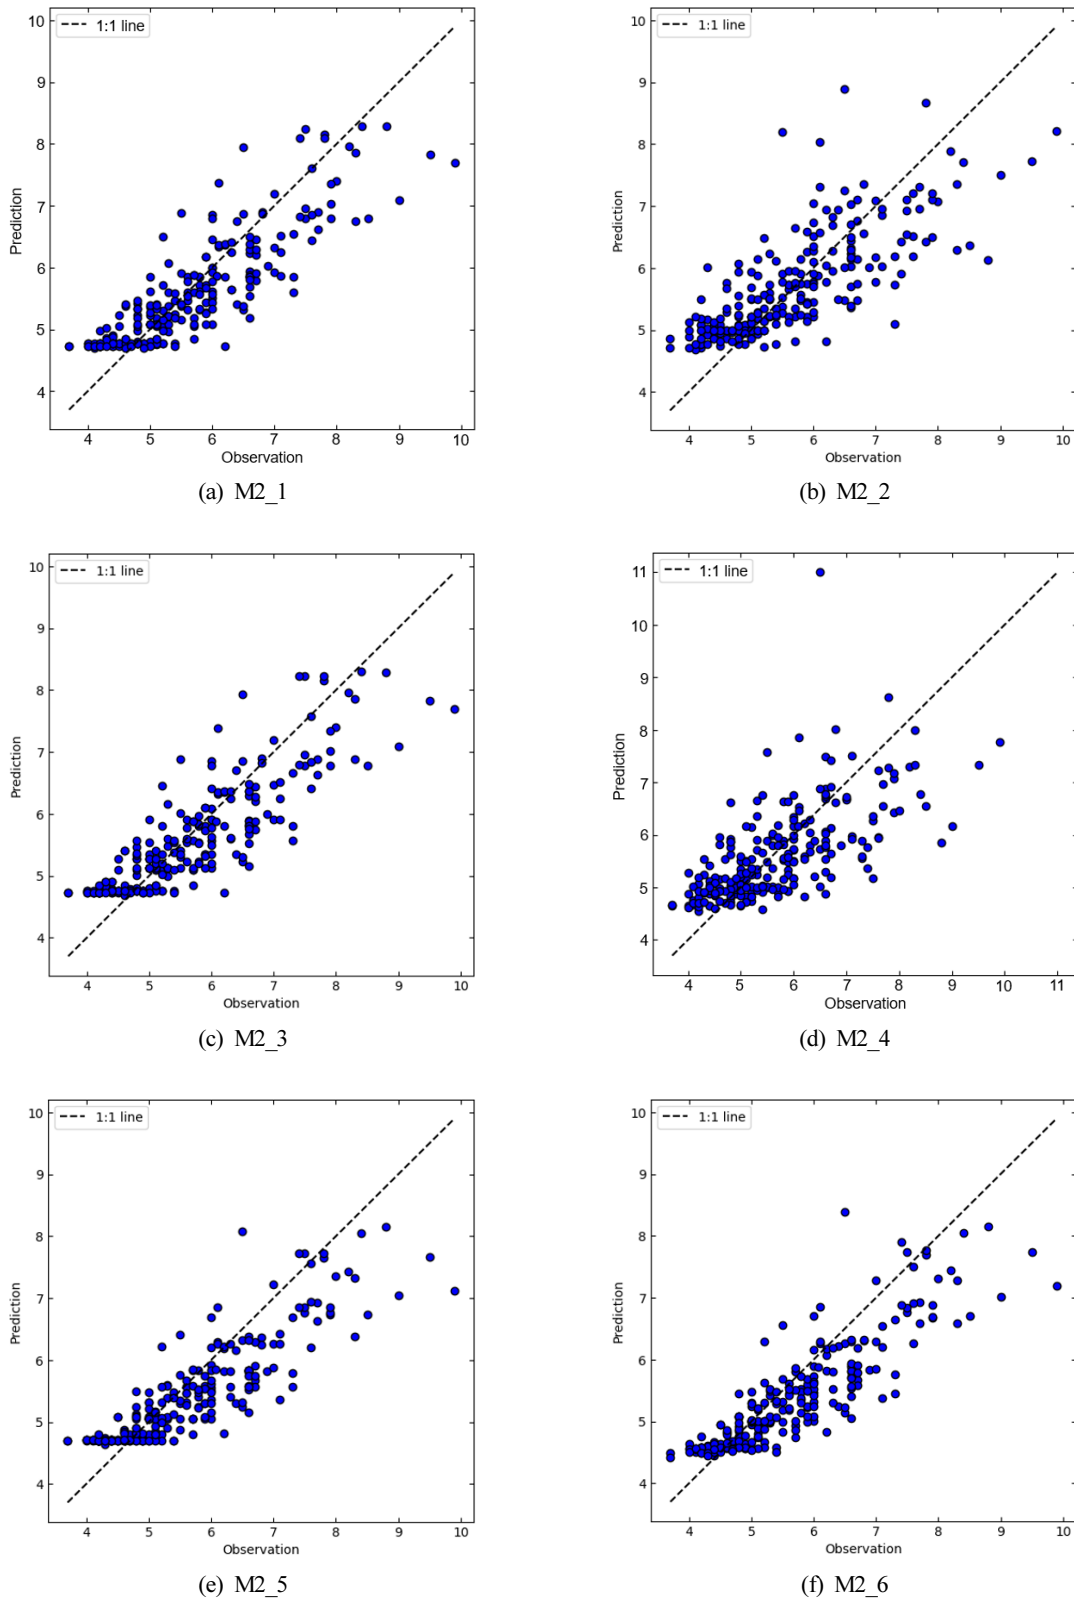 1:1 line
10
9
8
7
6
5
4
Prediction
4 5 6 7 8 9 10
Observation
(a) M2_1
1:1 line
10
9
8
7
6
5
4
Prediction
4 5 6 7 8 9 10
Observation
(b) M2_2
1:1 line
10
9
8
7
6
5
4
Prediction
4 5 6 7 8 9 10
Observation
(c) M2_3
1:1 line
11
10
9
8
7
6
5
4
Prediction
4 5 6 7 8 9 10 11
Observation
(d) M2_4
1:1 line
10
9
8
7
6
5
4
Prediction
4 5 6 7 8 9 10
Observation
(e) M2_5
1:1 line
10
9
8
7
6
5
4
Prediction
4 5 6 7 8 9 10
Observation
(f) M2_6